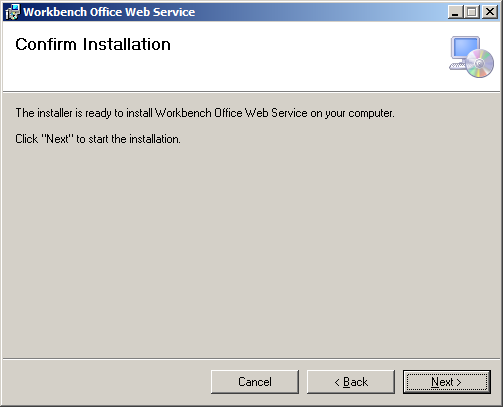 Workbench Office Web Service
Confirm Installation
The installer is ready to install Workbench Office Web Service on your computer.
Click "Next" to start the installation.
Cancel
< Back
Next >